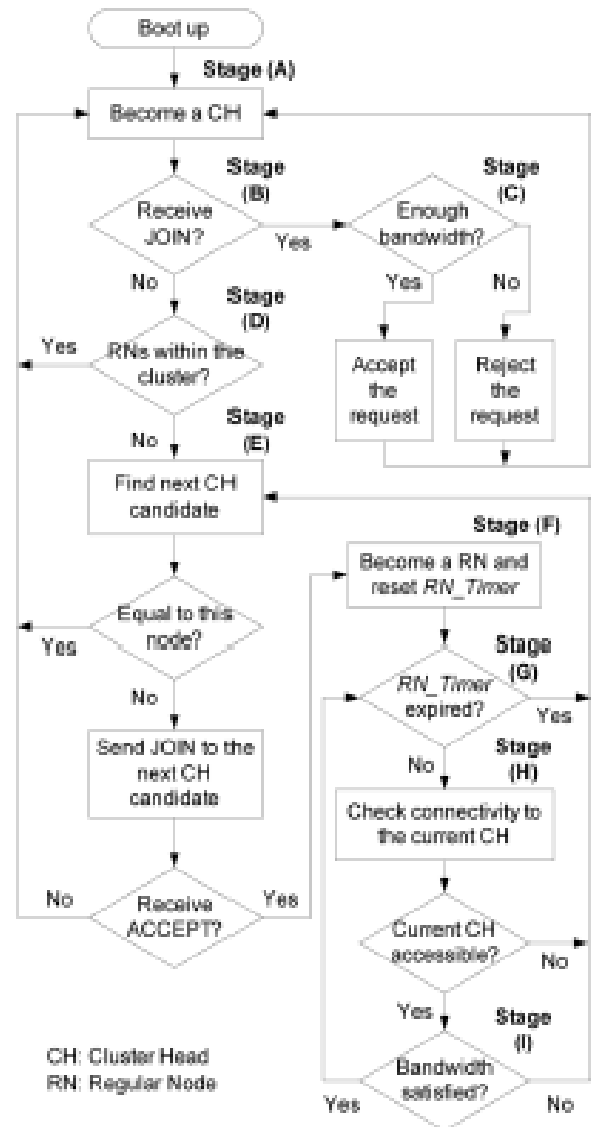 Boot up
Stage (A)
Become a CH
Stage
(B)
Receive
JOIN?
Yes
No
Stage
(C)
Enough
bandwidth?
Yes
No
Accept
the
request
Reject
the
request
Stage
(D)
RNs within the
cluster?
Yes
No
Stage
(E)
Find next CH
candidate
Equal to this
node?
Yes
No
Send JOIN to the
next CH
candidate
Receive
ACCEPT?
No
Yes
Stage (F)
Become a RN and
reset RN_Timer
Stage
(G)
RN_Timer
expired?
Yes
No
Stage
(H)
Check connectivity to
the current CH
Current CH
accessible?
No
Yes
Stage
(I)
Bandwidth
satisfied?
Yes
No
CH: Cluster Head
RN: Regular Node